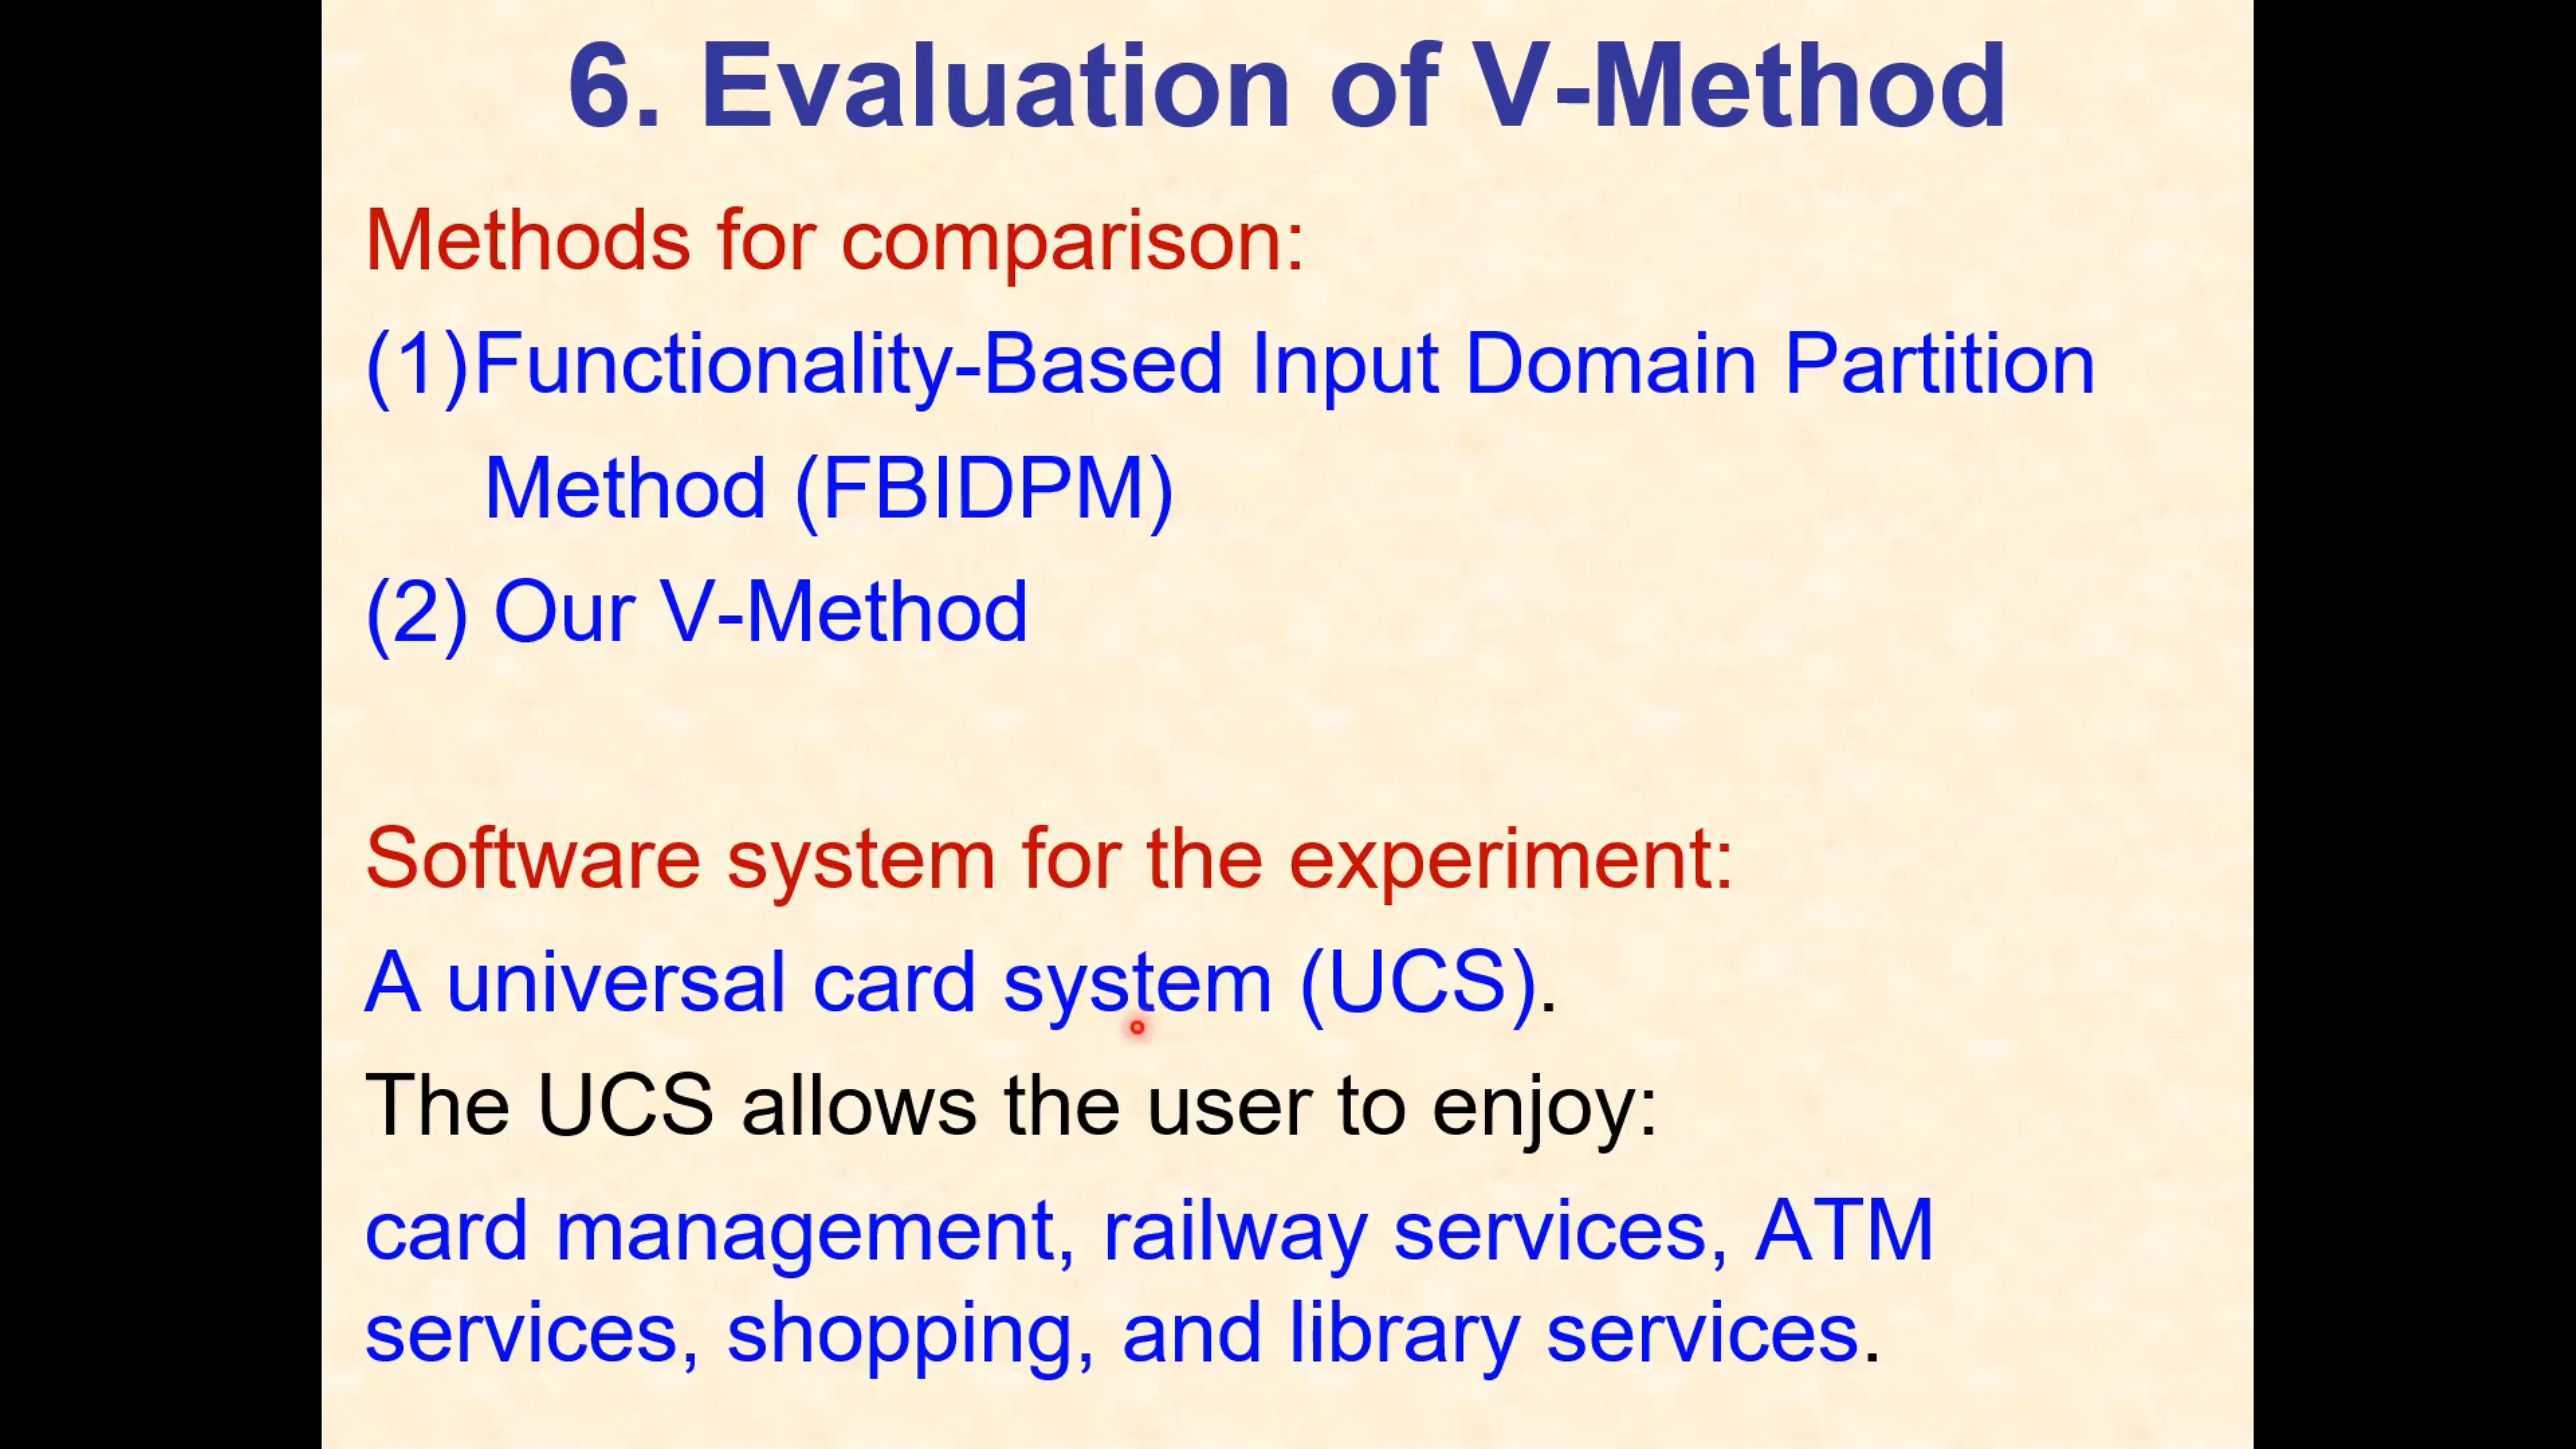 6. Evaluation of V-Method
Methods for comparison:
(1)Functionality-Based Input Domain Partition
Method (FBIDPM)
(2) Our V-Method
Software system for the experiment:
A universal card system (UCS).
The UCS allows the user to enjoy:
card management, railway services, ATM
services, shopping, and library services.